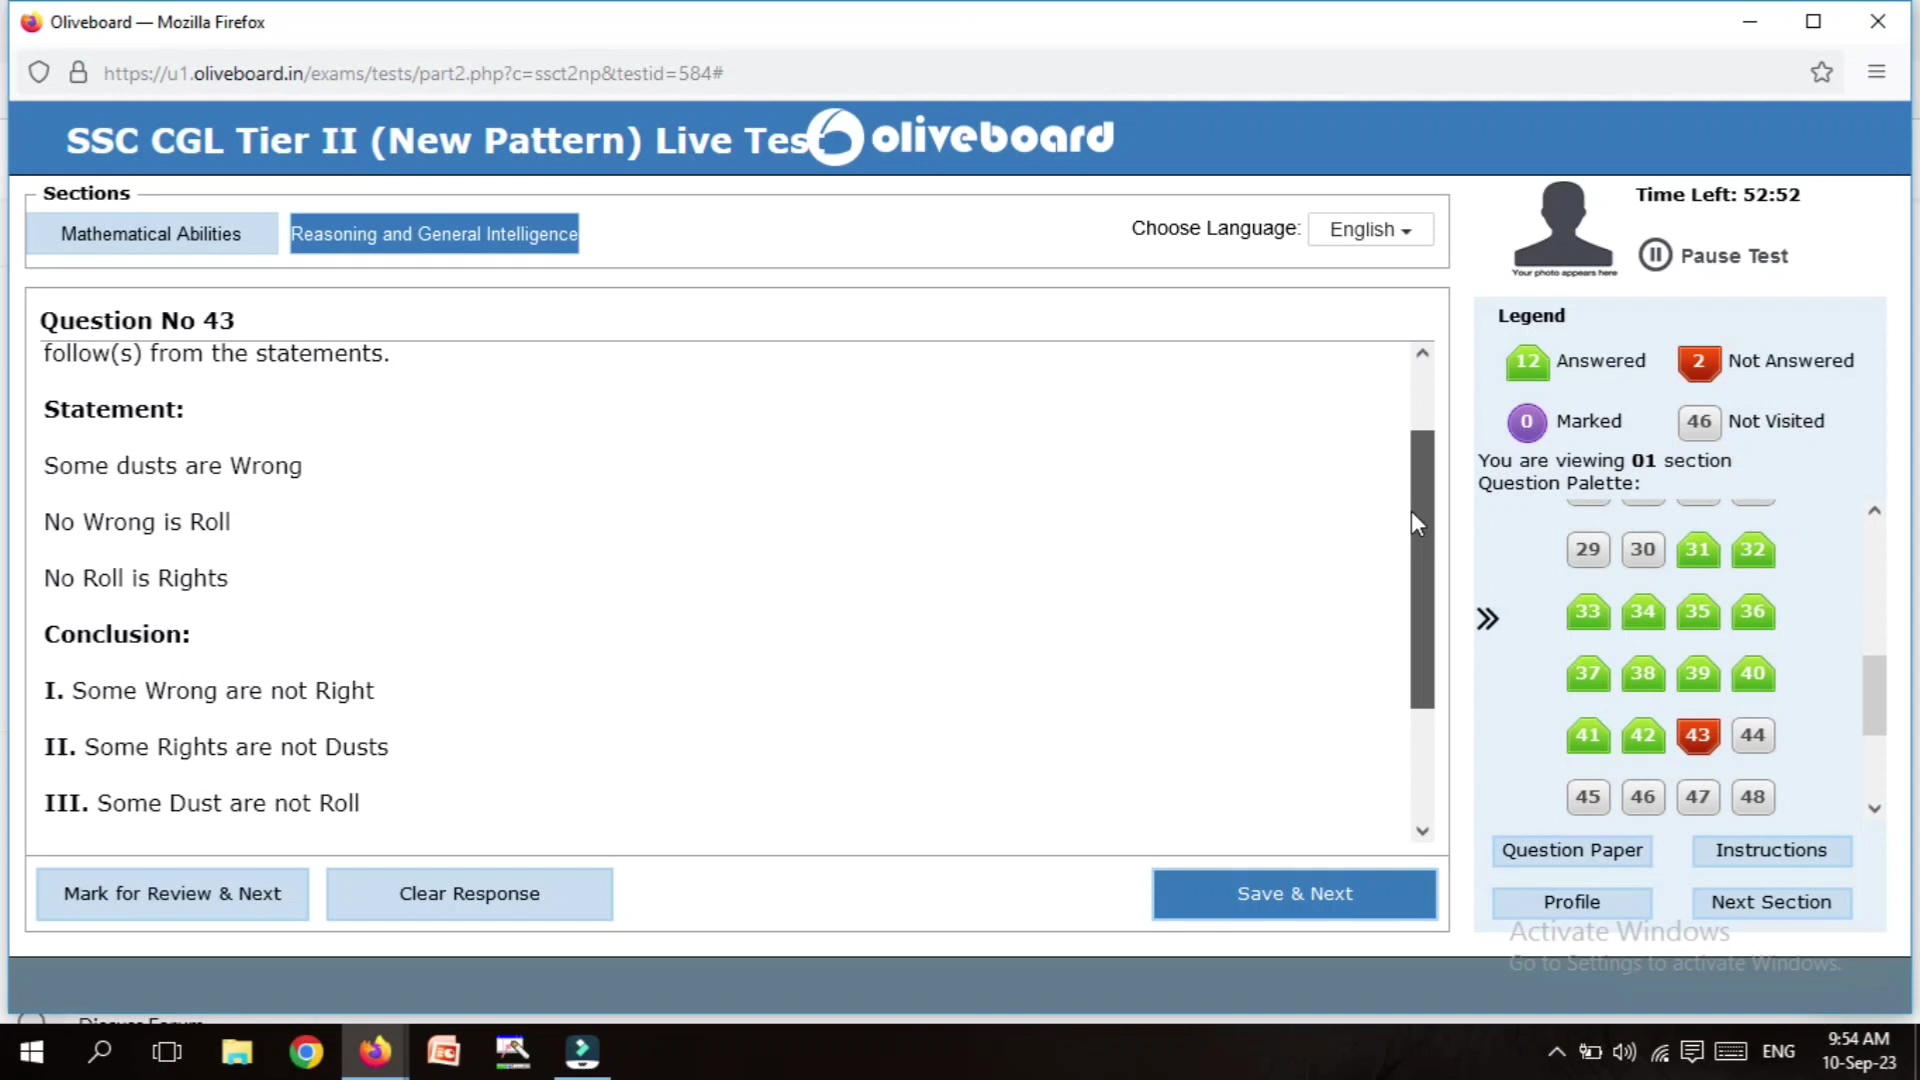 Oliveboard — Mozilla Firefox
https://u1.oliveboard.in/exams/tests/part2.php?c=ssct2np&testid=584#
SSC CGL Tier II (New Pattern) Live Tes
oliveboard
Sections
Mathematical Abilities
Reasoning and General Intelligence
Choose Language:
English
Your photo appears here
Time Left: 52:52
Pause Test
Question No 43
follow(s) from the statements.
Statement:
Some dusts are Wrong
No Wrong is Roll
No Roll is Rights
Conclusion:
I. Some Wrong are not Right
II. Some Rights are not Dusts
III. Some Dust are not Roll
Mark for Review & Next
Clear Response
Save & Next
Legend
12 Answered
2 Not Answered
0 Marked
46 Not Visited
You are viewing 01 section
Question Palette:
29 30 31 32
33 34 35 36
37 38 39 40
41 42 43 44
45 46 47 48
Question Paper
Instructions
Profile
Next Section
Activate Windows
Go to Settings to activate Windows.
ENG
9:54 AM
10-Sep-23